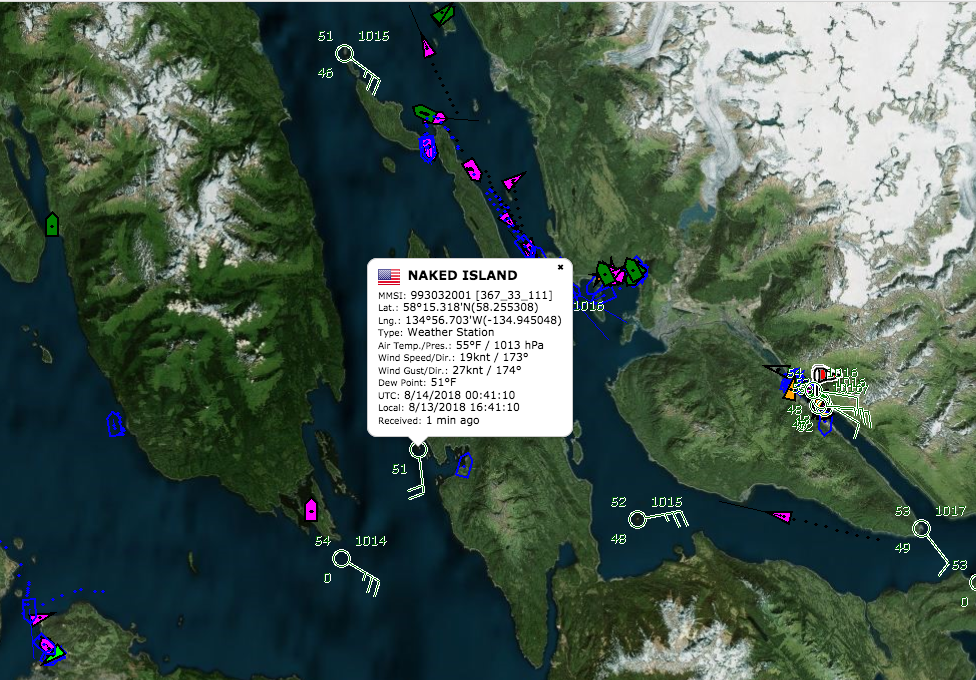 51 1015
46
NAKED ISLAND
MMSI: 993032001 [367_33_111]
Lat.: 58°15.318'N(58.255308)
Lng.: 134°56.703'W(-134.945048)
Type: Weather Station
Air Temp./Pres.: 55°F / 1013 hPa
Wind Speed/Dir.: 19knt / 173°
Wind Gust/Dir.: 27knt / 174°
Dew Point: 51°F
UTC: 8/14/2018 00:41:10
Local: 8/13/2018 16:41:10
Received: 1 min ago
1016
54 1016
48
51
52 1015
48
53 1017
49
54 1014
0
53
0